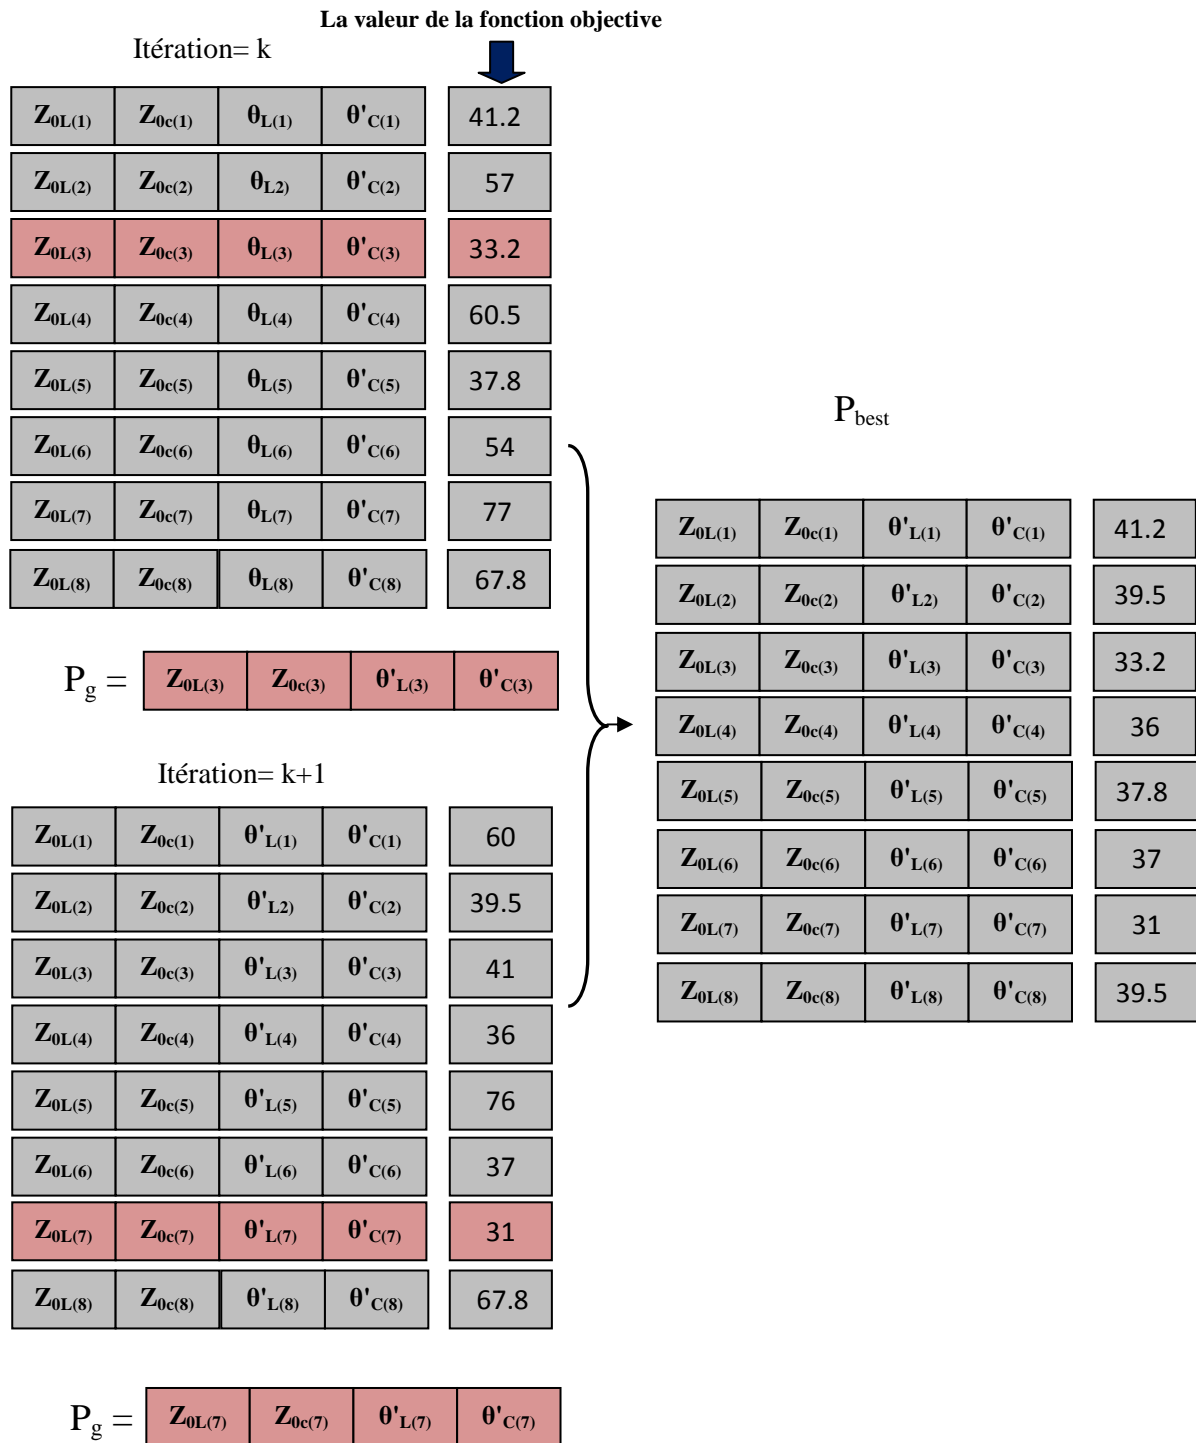 La valeur de la fonction objective
Itération= k
Z0L(1) Z0c(1) θL(1) θ'C(1) 41.2
Z0L(2) Z0c(2) θL2) θ'C(2) 57
Z0L(3) Z0c(3) θL(3) θ'C(3) 33.2
Z0L(4) Z0c(4) θL(4) θ'C(4) 60.5
Z0L(5) Z0c(5) θL(5) θ'C(5) 37.8
Z0L(6) Z0c(6) θL(6) θ'C(6) 54
Z0L(7) Z0c(7) θL(7) θ'C(7) 77
Z0L(8) Z0c(8) θL(8) θ'C(8) 67.8
Pg = Z0L(3) Z0c(3) θ'L(3) θ'C(3)
Itération= k+1
Z0L(1) Z0c(1) θ'L(1) θ'C(1) 60
Z0L(2) Z0c(2) θ'L2) θ'C(2) 39.5
Z0L(3) Z0c(3) θ'L(3) θ'C(3) 41
Z0L(4) Z0c(4) θ'L(4) θ'C(4) 36
Z0L(5) Z0c(5) θ'L(5) θ'C(5) 76
Z0L(6) Z0c(6) θ'L(6) θ'C(6) 37
Z0L(7) Z0c(7) θ'L(7) θ'C(7) 31
Z0L(8) Z0c(8) θ'L(8) θ'C(8) 67.8
Pg = Z0L(7) Z0c(7) θ'L(7) θ'C(7)
Pbest
Z0L(1) Z0c(1) θ'L(1) θ'C(1) 41.2
Z0L(2) Z0c(2) θ'L2) θ'C(2) 39.5
Z0L(3) Z0c(3) θ'L(3) θ'C(3) 33.2
Z0L(4) Z0c(4) θ'L(4) θ'C(4) 36
Z0L(5) Z0c(5) θ'L(5) θ'C(5) 37.8
Z0L(6) Z0c(6) θ'L(6) θ'C(6) 37
Z0L(7) Z0c(7) θ'L(7) θ'C(7) 31
Z0L(8) Z0c(8) θ'L(8) θ'C(8) 39.5